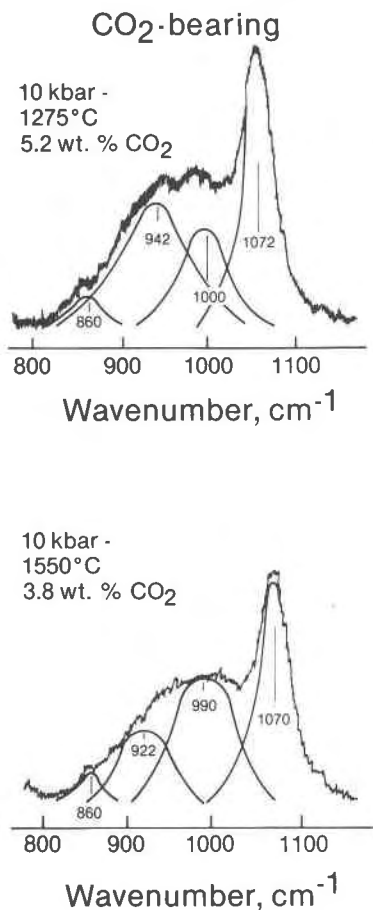 CO₂-bearing
10 kbar -
1275°C
5.2 wt. % CO₂
942
1072
1000
860
800 900 1000 1100
Wavenumber, cm⁻¹
10 kbar -
1550°C
3.8 wt. % CO₂
990
1070
922
860
800 900 1000 1100
Wavenumber, cm⁻¹